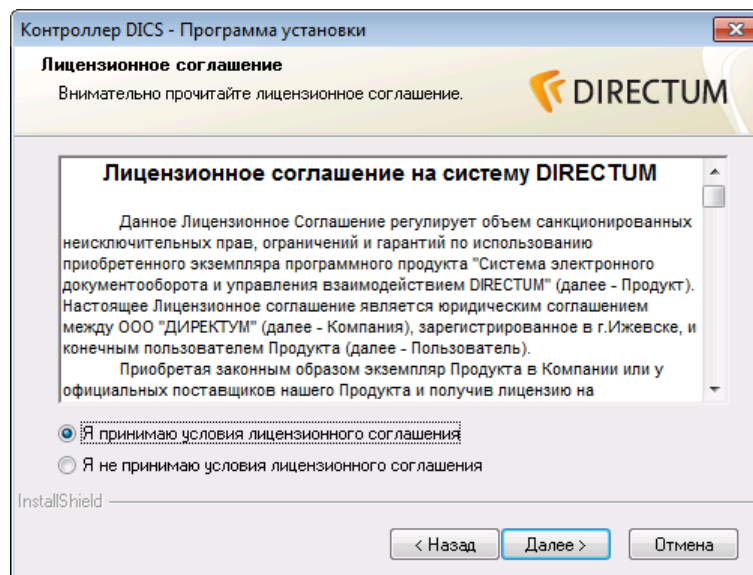 Контроллер DICS - Программа установки
Лицензионное соглашение
Внимательно прочитайте лицензионное соглашение.
DIRECTUM
Лицензионное соглашение на систему DIRECTUM
Данное Лицензионное Соглашение регулирует объем санкционированных
неисключительных прав, ограничений и гарантий по использованию
приобретенного экземпляра программного продукта "Система электронного
документооборота и управления взаимодействием DIRECTUM" (далее - Продукт).
Настоящее Лицензионное соглашение является юридическим соглашением
между ООО "ДИРЕКТУМ" (далее - Компания), зарегистрированное в г.Ижевске, и
конечным пользователем Продукта (далее - Пользователь).
Приобретая законным образом экземпляр Продукта в Компании или у
официальных поставщиков нашего Продукта и получив лицензию на
Я принимаю условия лицензионного соглашения
Я не принимаю условия лицензионного соглашения
InstallShield
< Назад
Далее >
Отмена